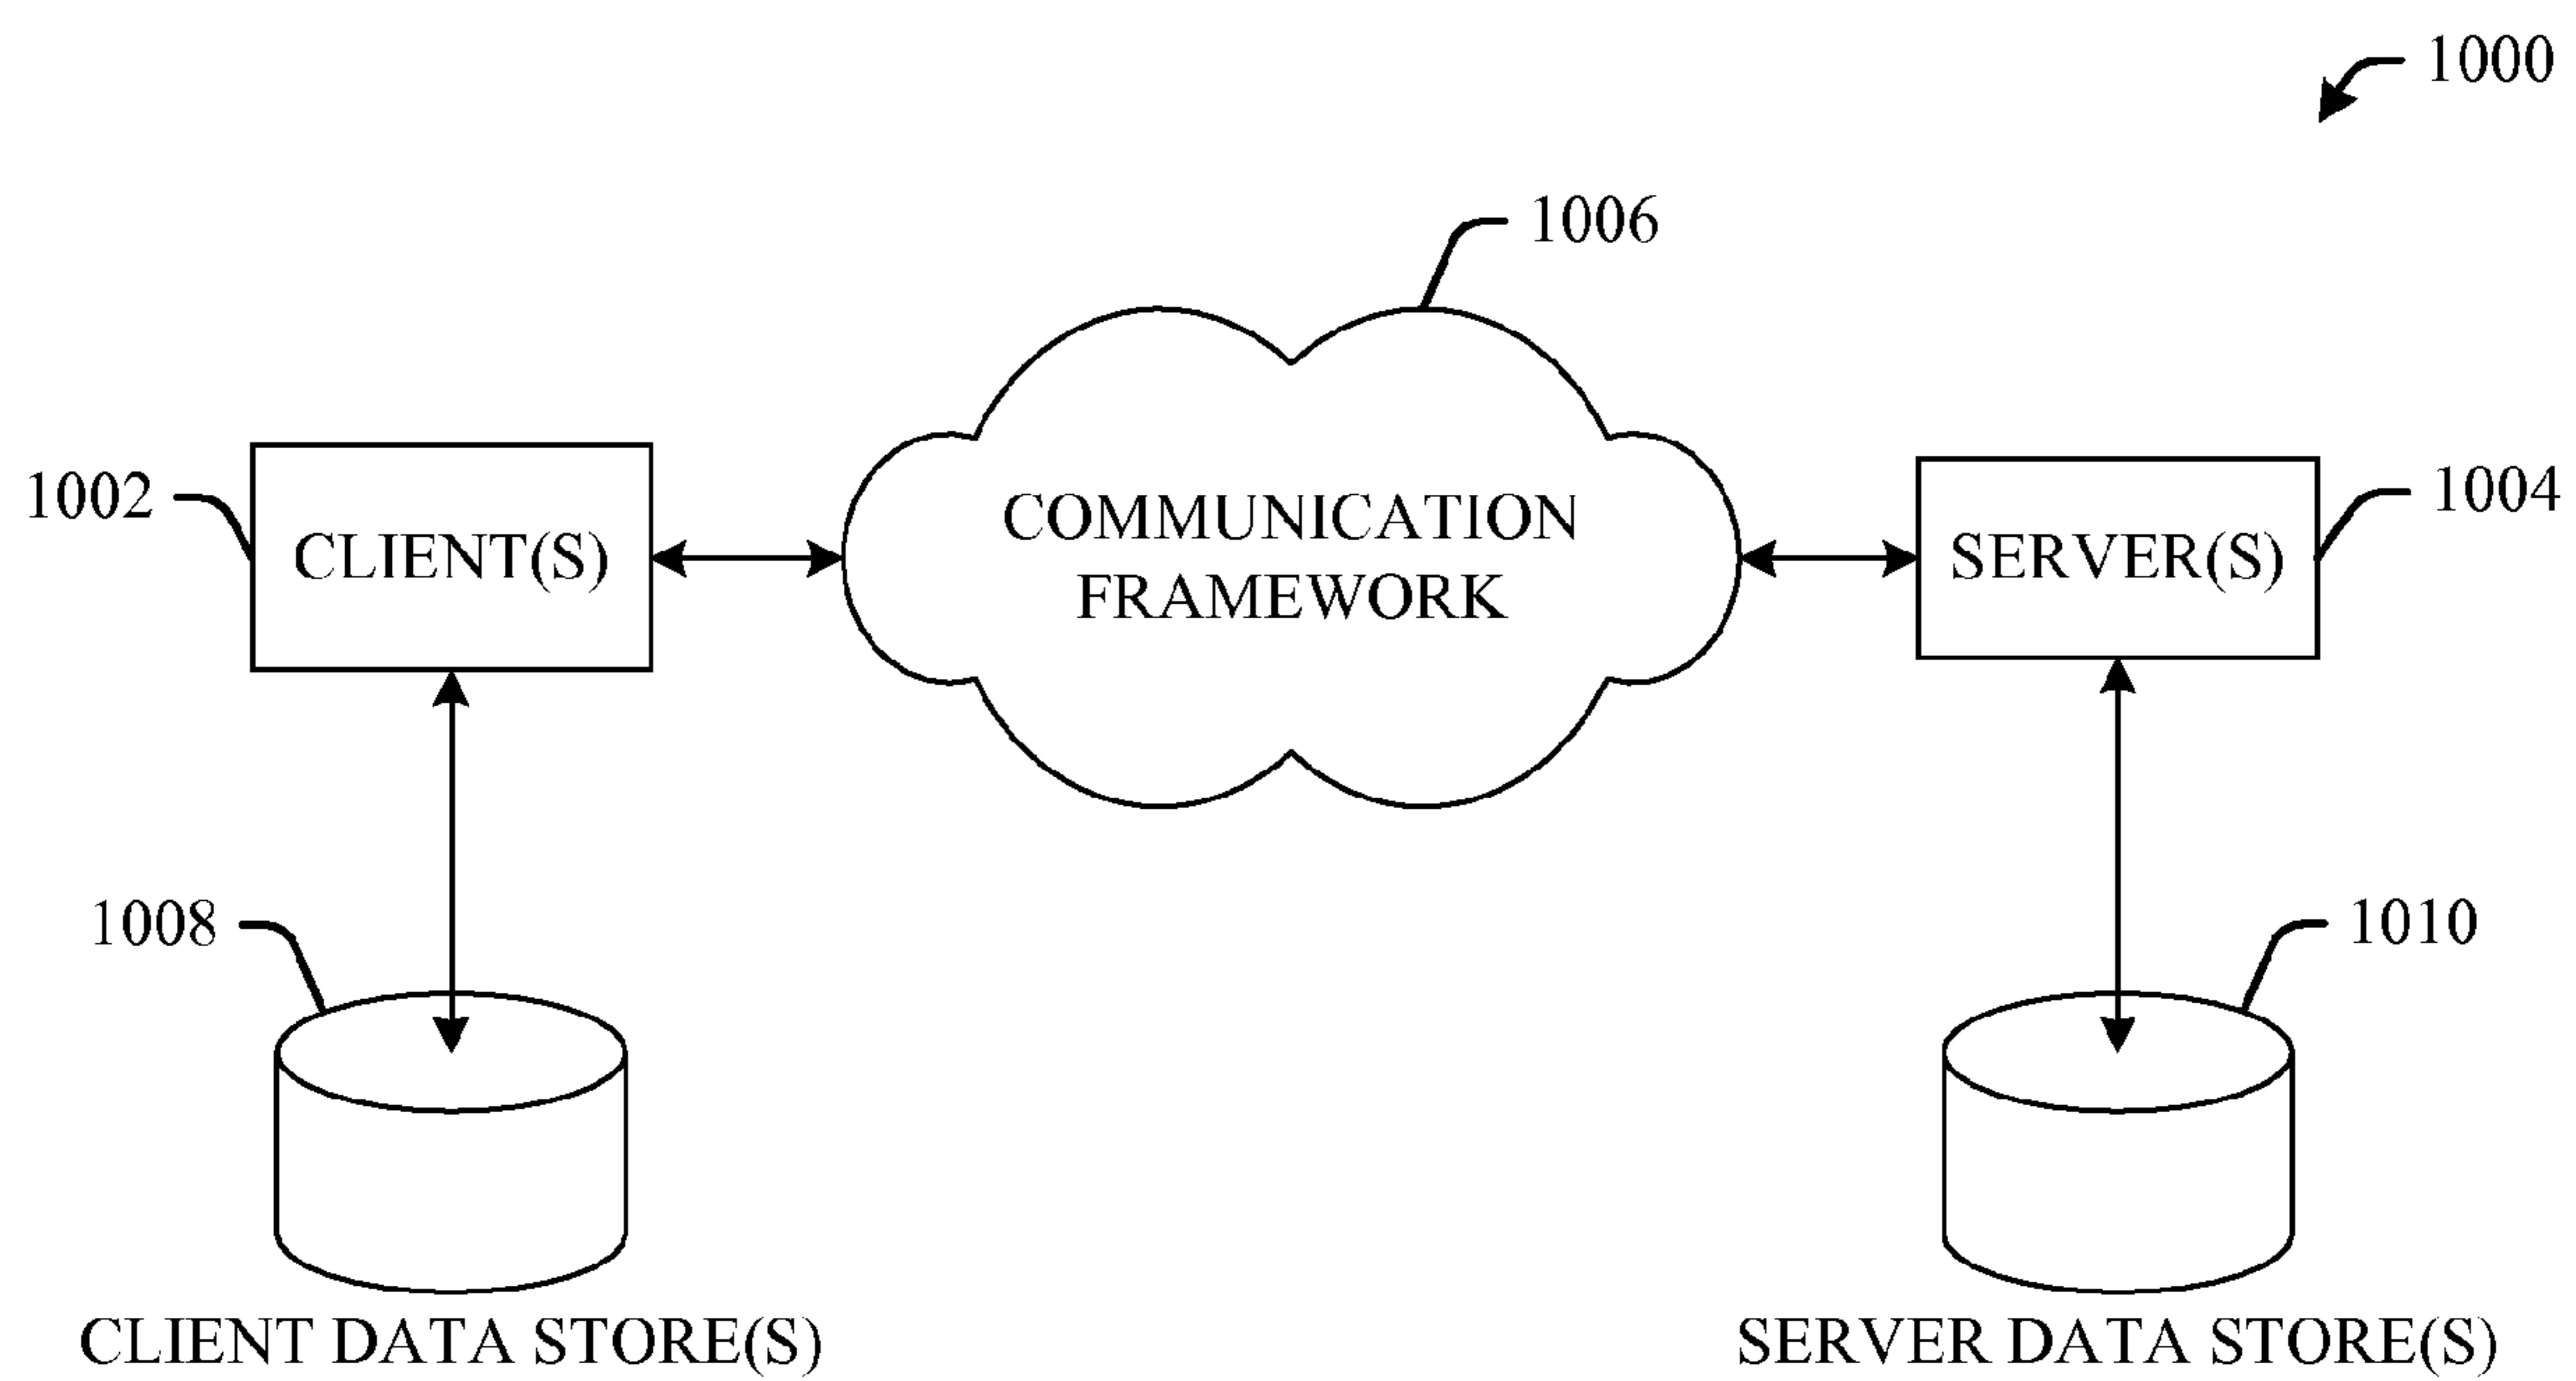 1000
1006
1002
CLIENT(S)
COMMUNICATION
FRAMEWORK
SERVER(S)
1004
1008
1010
CLIENT DATA STORE(S)
SERVER DATA STORE(S)